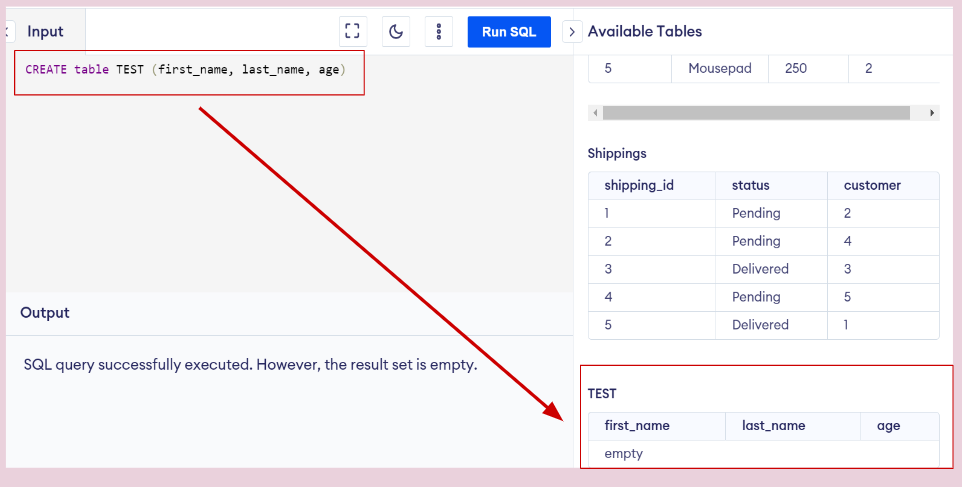 Input
Run SQL
Available Tables
CREATE table TEST (first_name, last_name, age)
5 Mousepad 250 2
Shippings
shipping_id status customer
1 Pending 2
2 Pending 4
3 Delivered 3
4 Pending 5
5 Delivered 1
Output
SQL query successfully executed. However, the result set is empty.
TEST
first_name last_name age
empty